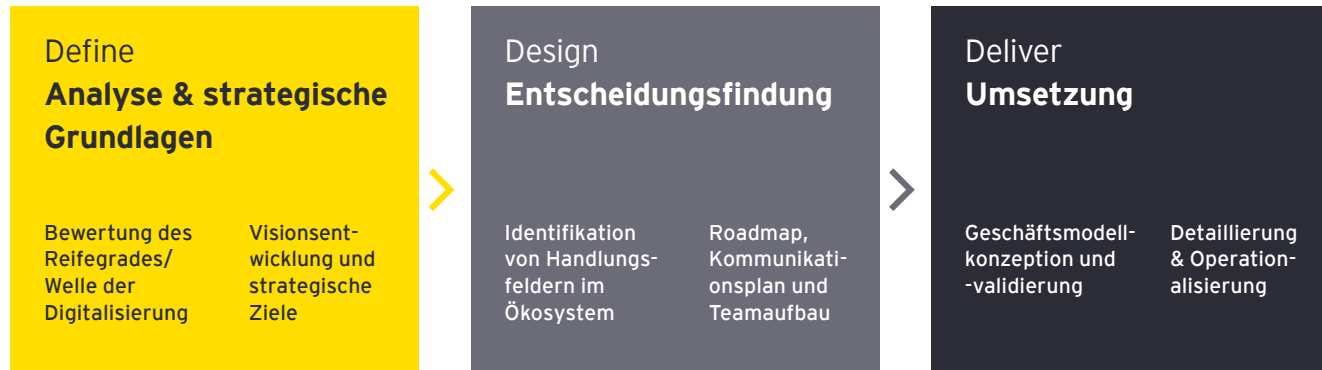 Define
Analyse & strategische
Grundlagen
Bewertung des
Reifegrades/
Welle der
Digitalisierung
Visionsent-
wicklung und
strategische
Ziele
Design
Entscheidungsfindung
Identifikation
von Handlungs-
feldern im
Ökosystem
Roadmap,
Kommunikati-
onsplan und
Teamaufbau
Deliver
Umsetzung
Geschäftsmodell-
konzeption und
-validierung
Detaillierung
& Operation-
alisierung